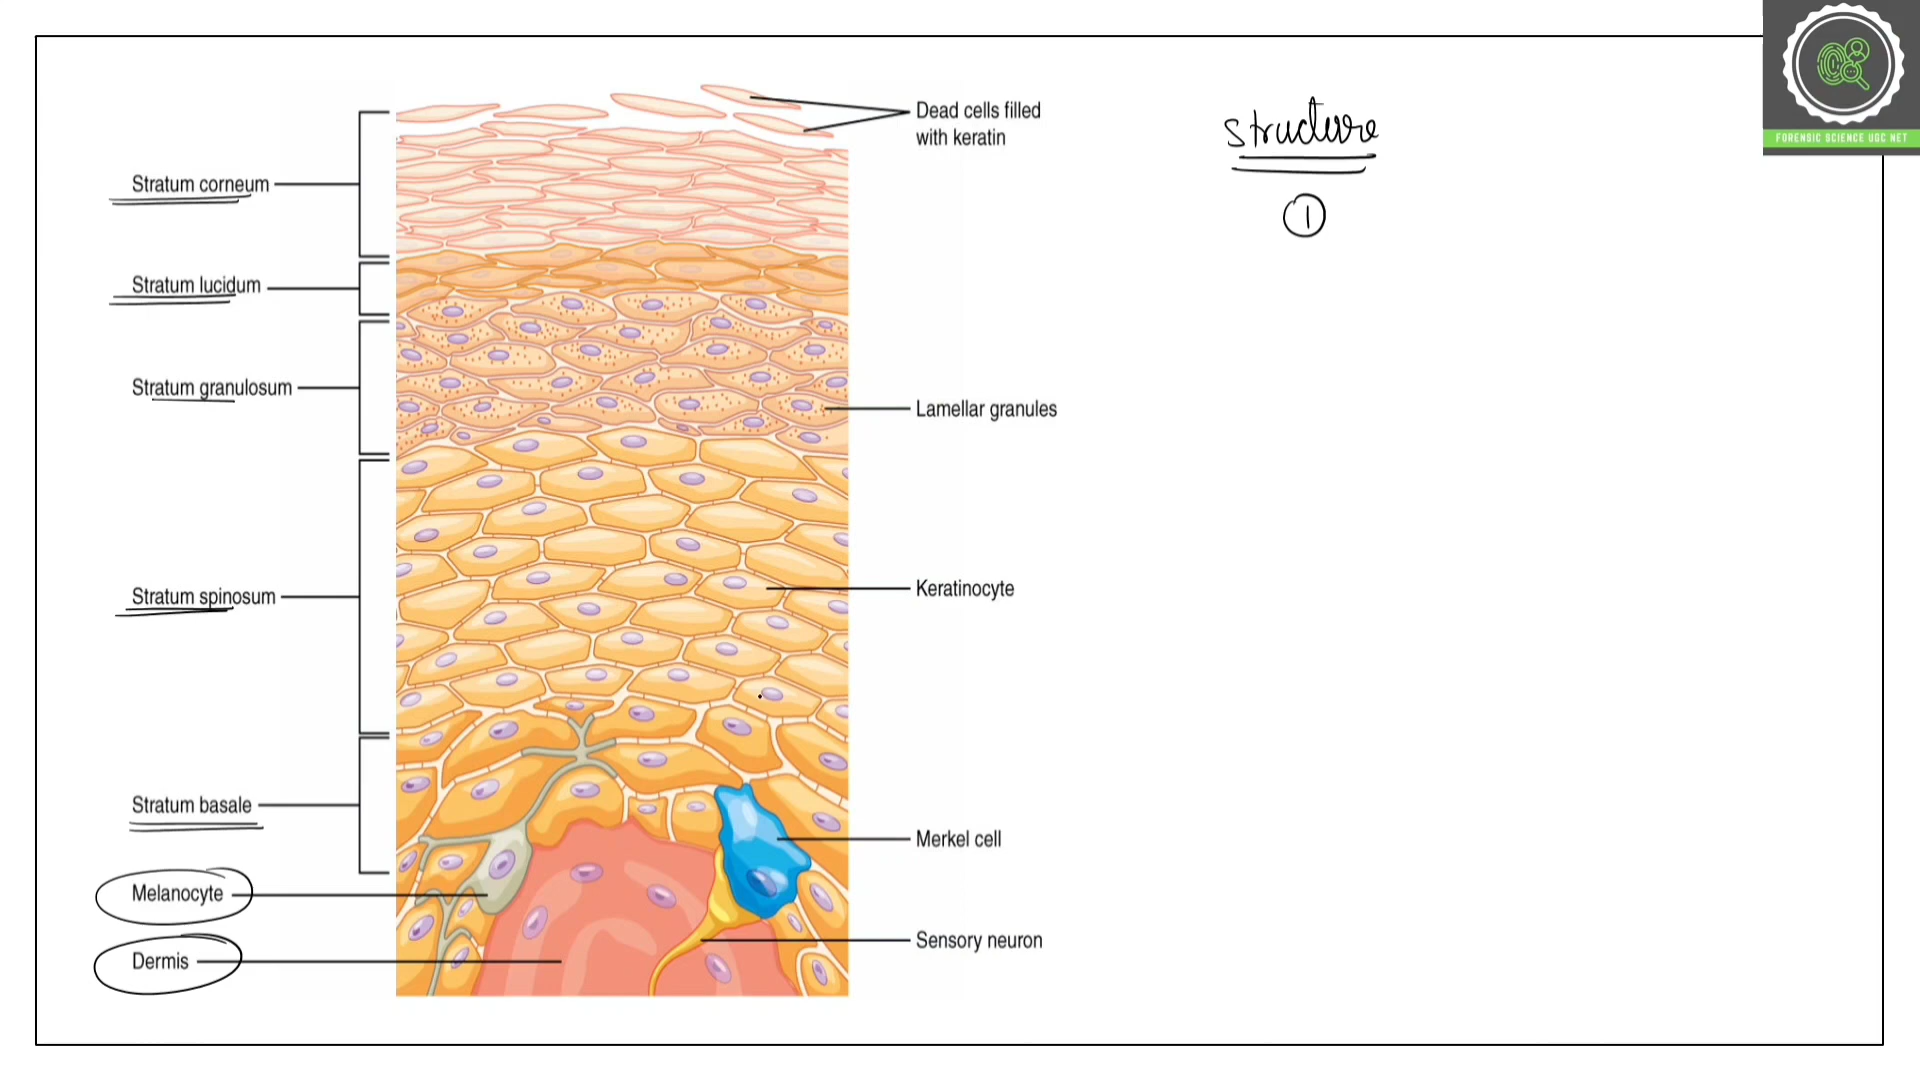 Dead cells filled
with keratin
Stratum corneum
Stratum lucidum
Stratum granulosum
Lamellar granules
Stratum spinosum
Keratinocyte
Stratum basale
Merkel cell
Melanocyte
Sensory neuron
Dermis
structure
1
FORENSIC SCIENCE UGC NET